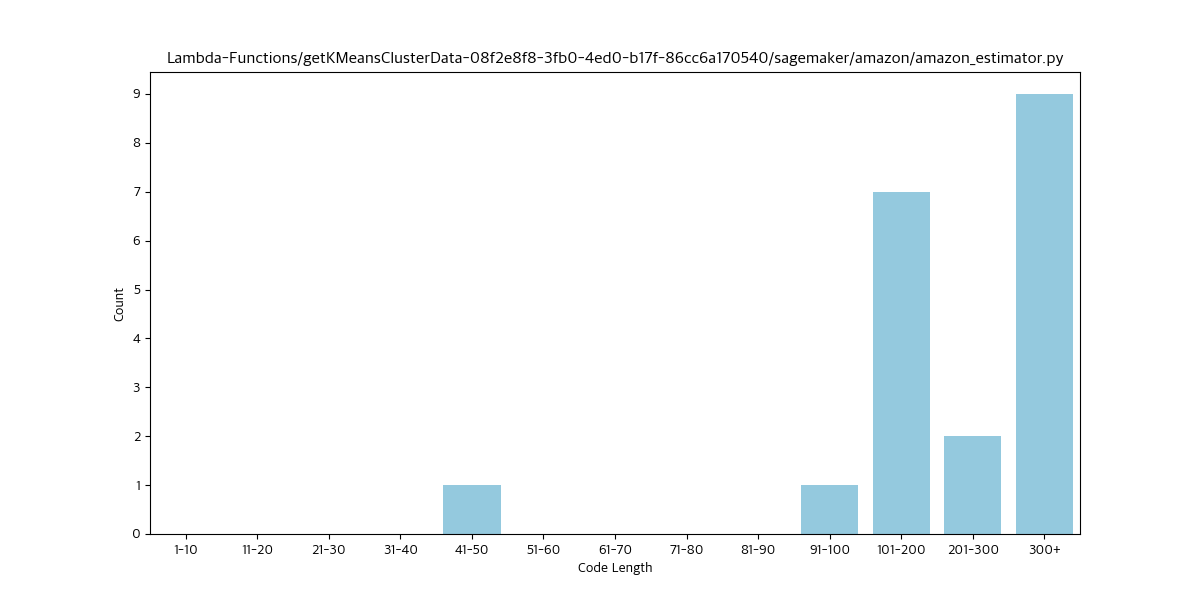 Lambda-Functions/getKMeansClusterData-08f2e8f8-3fb0-4ed0-b17f-86cc6a170540/sagemaker/amazon/amazon_estimator.py
9
8
7
6
5
4
3
2
1
0
Count
1-10 11-20 21-30 31-40 41-50 51-60 61-70 71-80 81-90 91-100 101-200 201-300 300+
Code Length